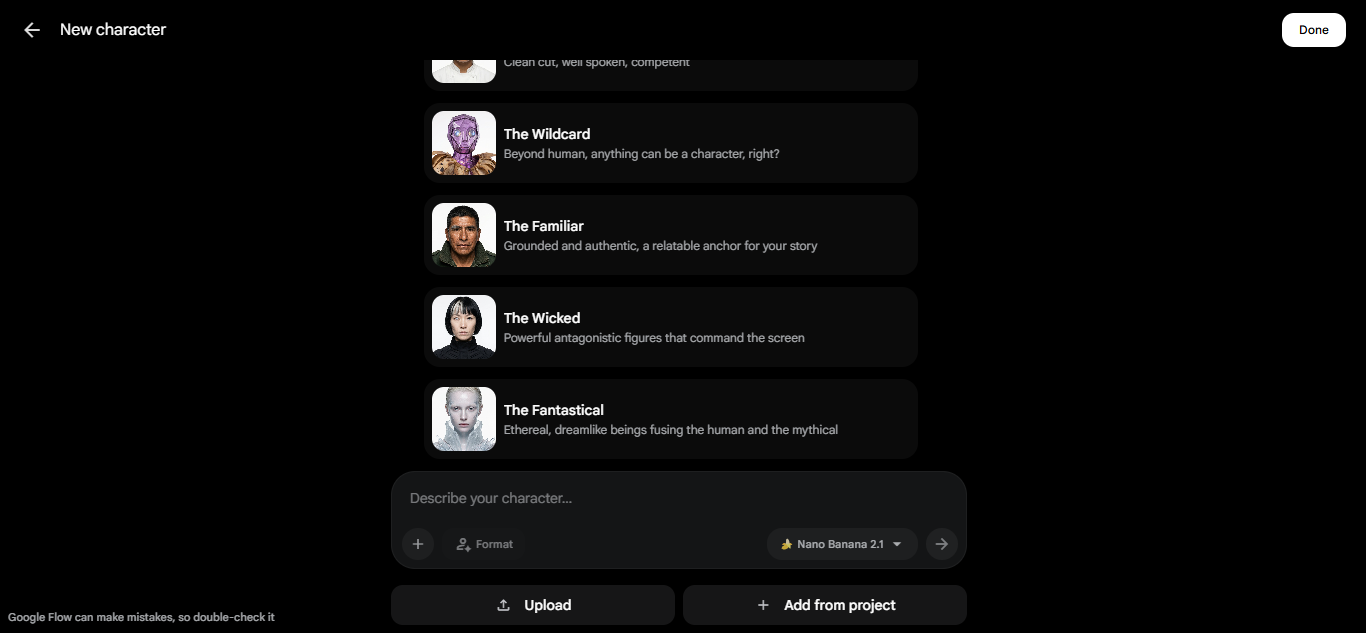 New character
Done
Clean cut, well spoken, competent
The Wildcard
Beyond human, anything can be a character, right?
The Familiar
Grounded and authentic, a relatable anchor for your story
The Wicked
Powerful antagonistic figures that command the screen
The Fantastical
Ethereal, dreamlike beings fusing the human and the mythical
Describe your character...
Format
Nano Banana 2.1
Upload
Add from project
Google Flow can make mistakes, so double-check it